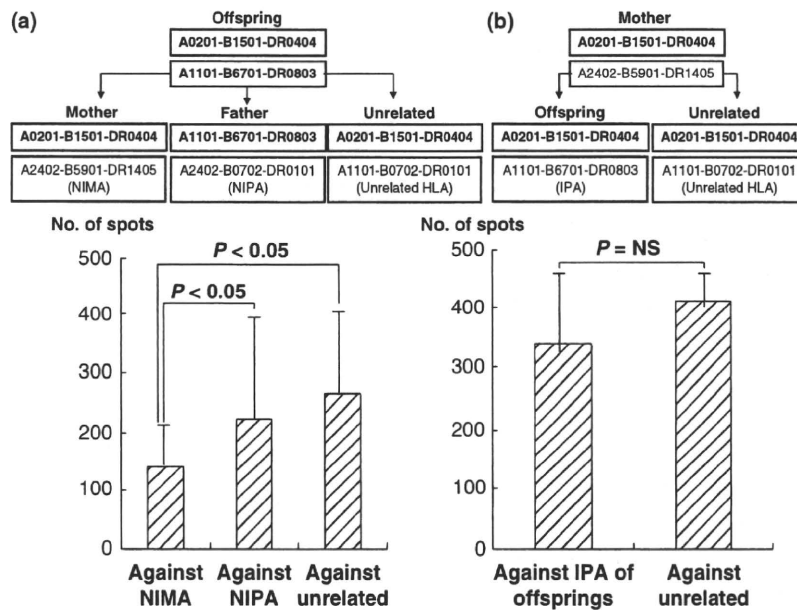 (a)
Offspring
A0201-B1501-DR0404
A1101-B6701-DR0803
Mother
Father
Unrelated
A0201-B1501-DR0404
A1101-B6701-DR0803
A0201-B1501-DR0404
A2402-B5901-DR1405
(NIMA)
A2402-B0702-DR0101
(NIPA)
A1101-B0702-DR0101
(Unrelated HLA)
No. of spots
500
400
300
200
100
0
P < 0.05
P < 0.05
Against
NIMA
Against
NIPA
Against
unrelated
(b)
Mother
A0201-B1501-DR0404
A2402-B5901-DR1405
Offspring
Unrelated
A0201-B1501-DR0404
A0201-B1501-DR0404
A1101-B6701-DR0803
(IPA)
A1101-B0702-DR0101
(Unrelated HLA)
No. of spots
500
400
300
200
100
0
P = NS
Against IPA of
offsprings
Against
unrelated